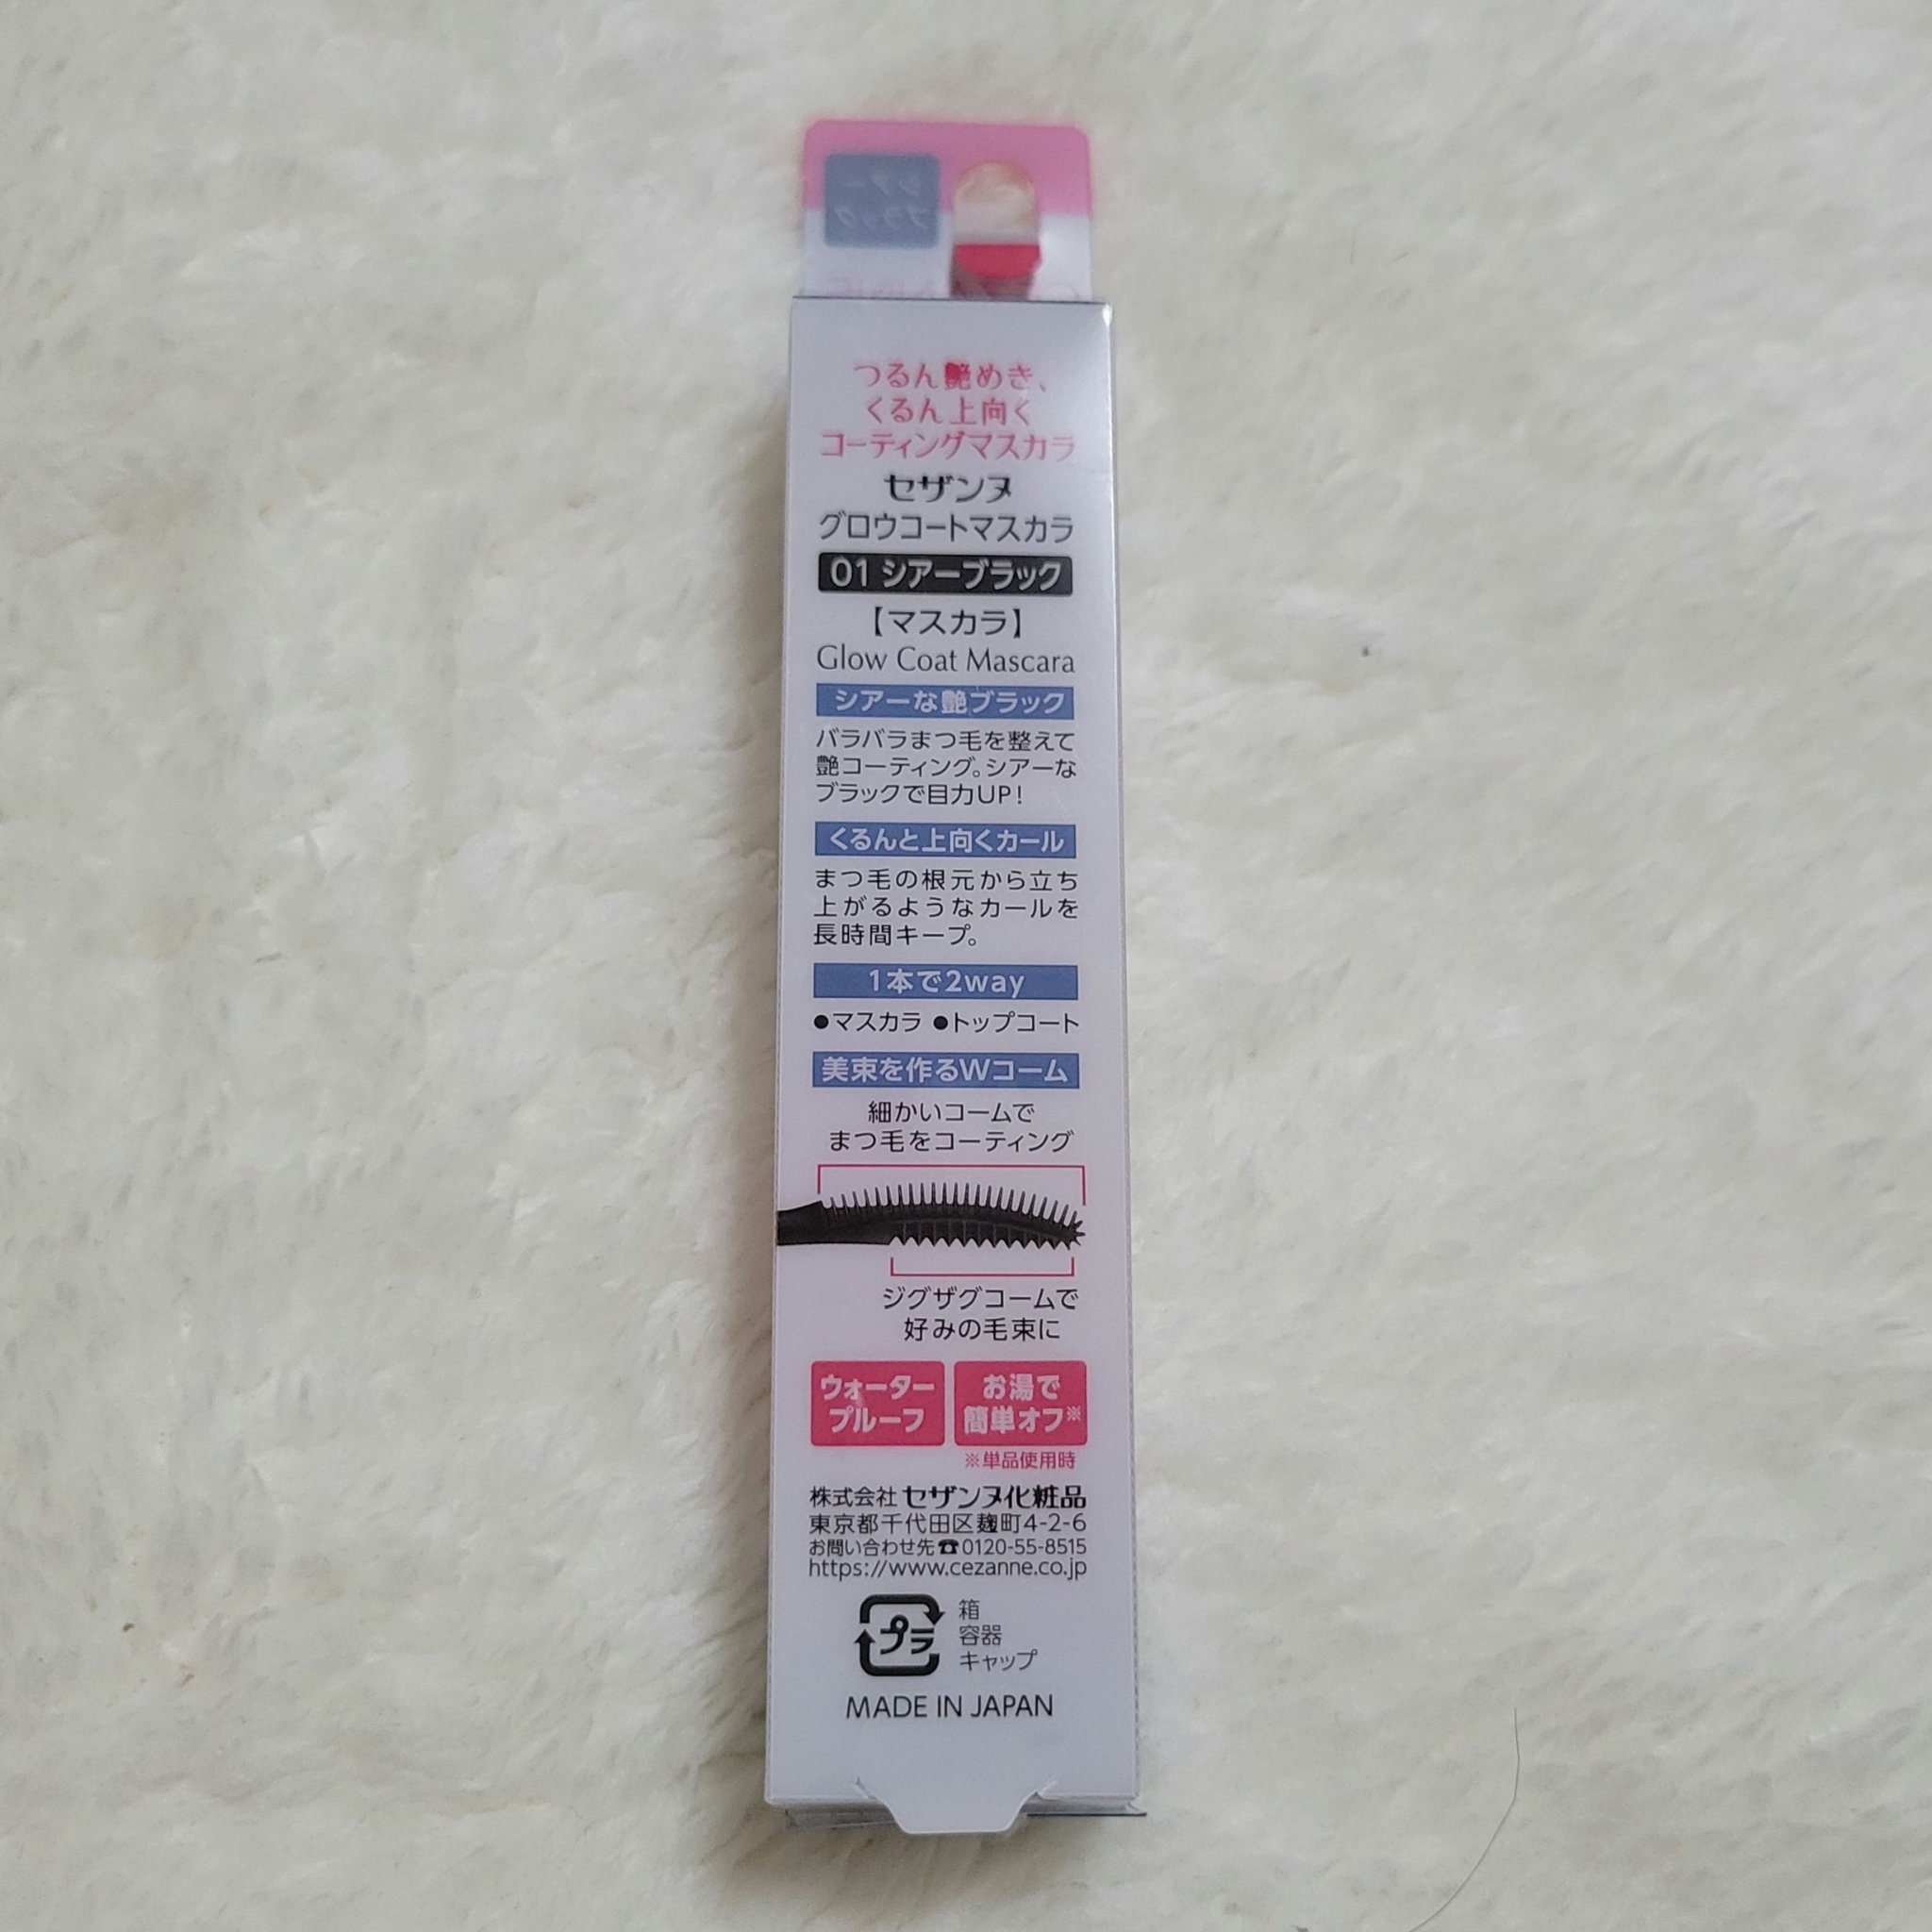 シアー
ブラック
つるん艶めき、
くるん上向く
コーティングマスカラ
セザンヌ
グロウコートマスカラ
01 シアーブラック
【マスカラ】
Glow Coat Mascara
シアーな艶ブラック
バラバラまつ毛を整えて
艶コーティング。シアーな
ブラックで目力UP!
くるんと上向くカール
まつ毛の根元から立ち
上がるようなカールを
長時間キープ。
1本で2way
●マスカラ ●トップコート
美束を作るWコーム
細かいコームで
まつ毛をコーティング
ジグザグコームで
好みの毛束に
ウォーター
プルーフ
お湯で
簡単オフ※
※単品使用時
株式会社 セザンヌ化粧品
東京都千代田区麹町4-2-6
お問い合わせ先☎0120-55-8515
https://www.cezanne.co.jp
プラ
箱
容器
キャップ
MADE IN JAPAN